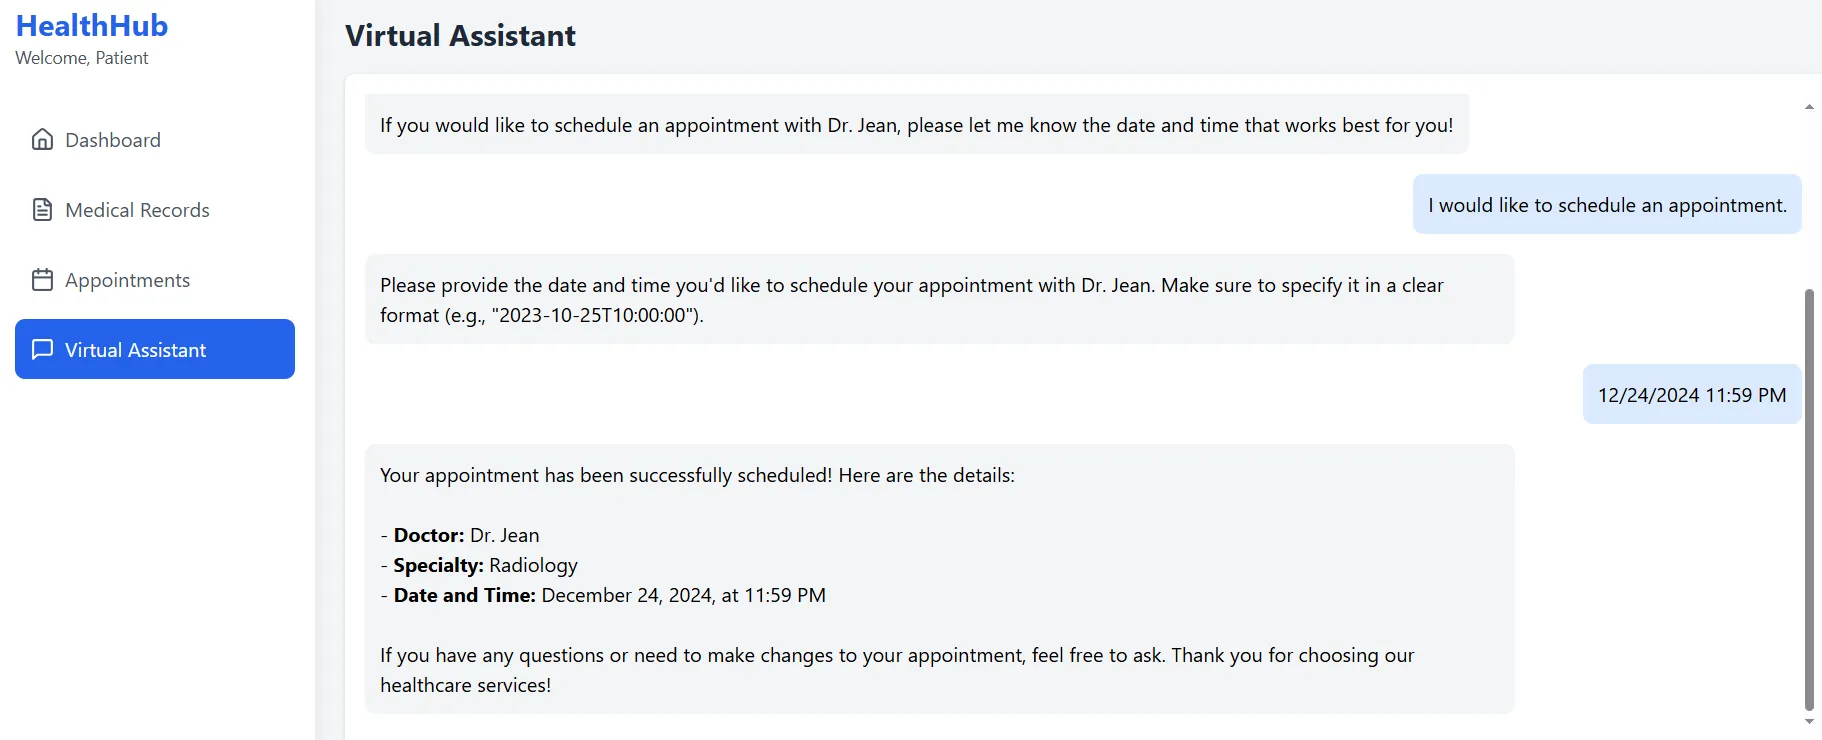 HealthHub
Welcome, Patient
Dashboard
Medical Records
Appointments
Virtual Assistant
Virtual Assistant
If you would like to schedule an appointment with Dr. Jean, please let me know the date and time that works best for you!
I would like to schedule an appointment.
Please provide the date and time you'd like to schedule your appointment with Dr. Jean. Make sure to specify it in a clear
format (e.g., "2023-10-25T10:00:00").
12/24/2024 11:59 PM
Your appointment has been successfully scheduled! Here are the details:
- Doctor: Dr. Jean
- Specialty: Radiology
- Date and Time: December 24, 2024, at 11:59 PM
If you have any questions or need to make changes to your appointment, feel free to ask. Thank you for choosing our
healthcare services!